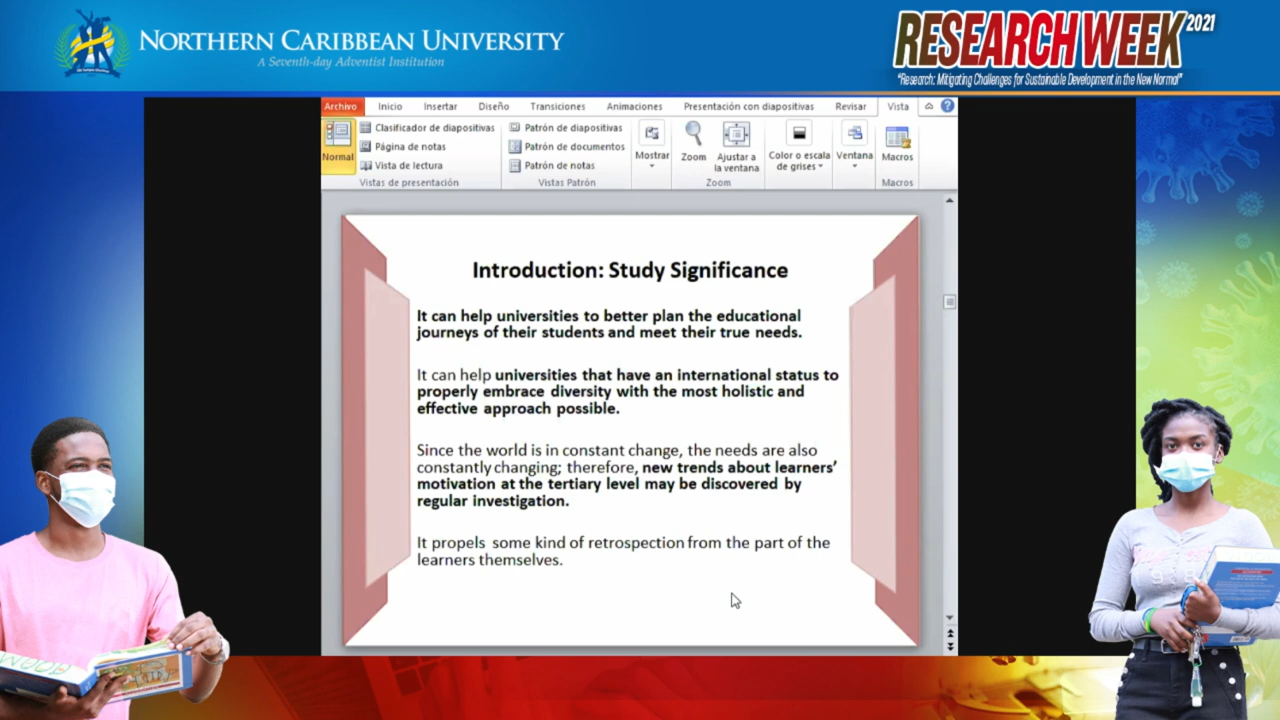 NORTHERN CARIBBEAN UNIVERSITY
A Seventh-day Adventist Institution
RESEARCH WEEK 2021
"Research: Mitigating Challenges for Sustainable Development in the New Normal"
Archivo Inicio Insertar Diseño Transiciones Animaciones Presentación con diapositivas Revisar Vista
Normal
Clasificador de diapositivas
Página de notas
Vista de lectura
Vistas de presentación
Patrón de diapositivas
Patrón de documentos
Patrón de notas
Vistas Patrón
Mostrar
Zoom
Ajustar a
la ventana
Zoom
Color o escala
de grises
Ventana
Macros
Macros
Introduction: Study Significance
It can help universities to better plan the educational
journeys of their students and meet their true needs.
It can help universities that have an international status to
properly embrace diversity with the most holistic and
effective approach possible.
Since the world is in constant change, the needs are also
constantly changing; therefore, new trends about learners'
motivation at the tertiary level may be discovered by
regular investigation.
It propels some kind of retrospection from the part of the
learners themselves.